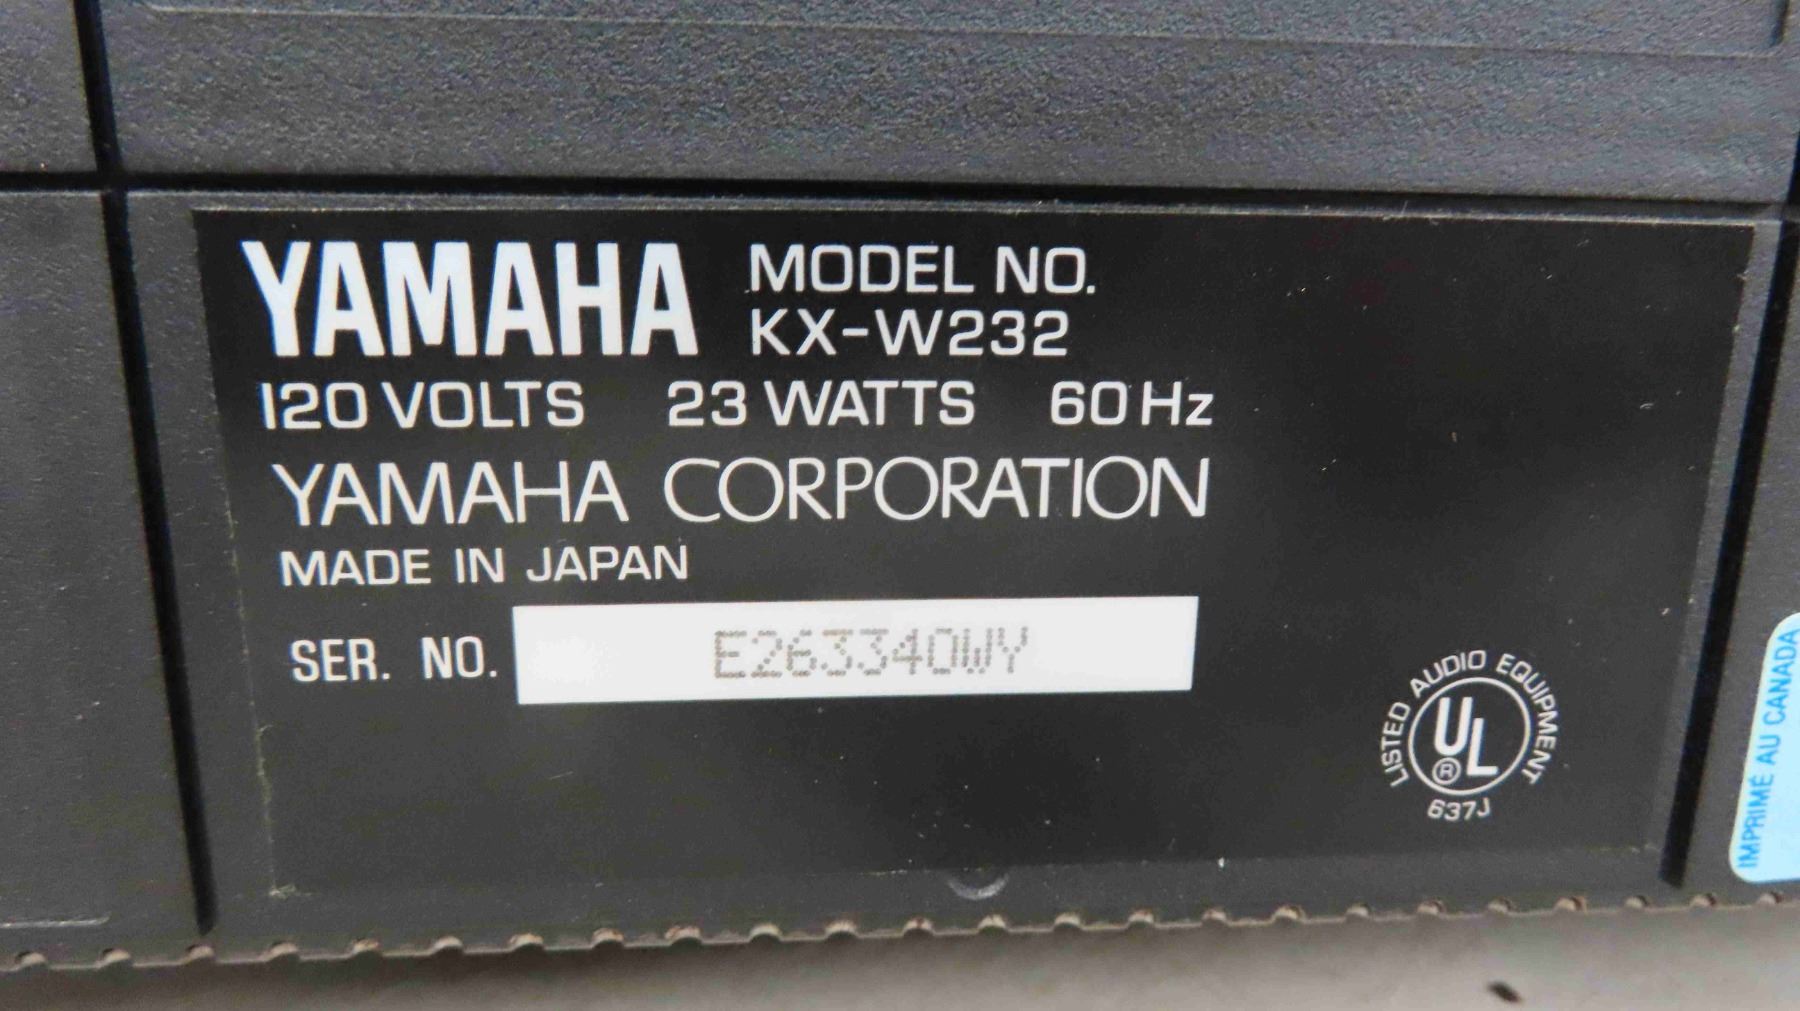 YAMAHA MODEL NO.
KX-W232
120 VOLTS 23 WATTS 60 Hz
YAMAHA CORPORATION
MADE IN JAPAN
SER. NO. E263340WY
LISTED AUDIO EQUIPMENT
UL ®
637J
IMPRIMÉ AU CANADA